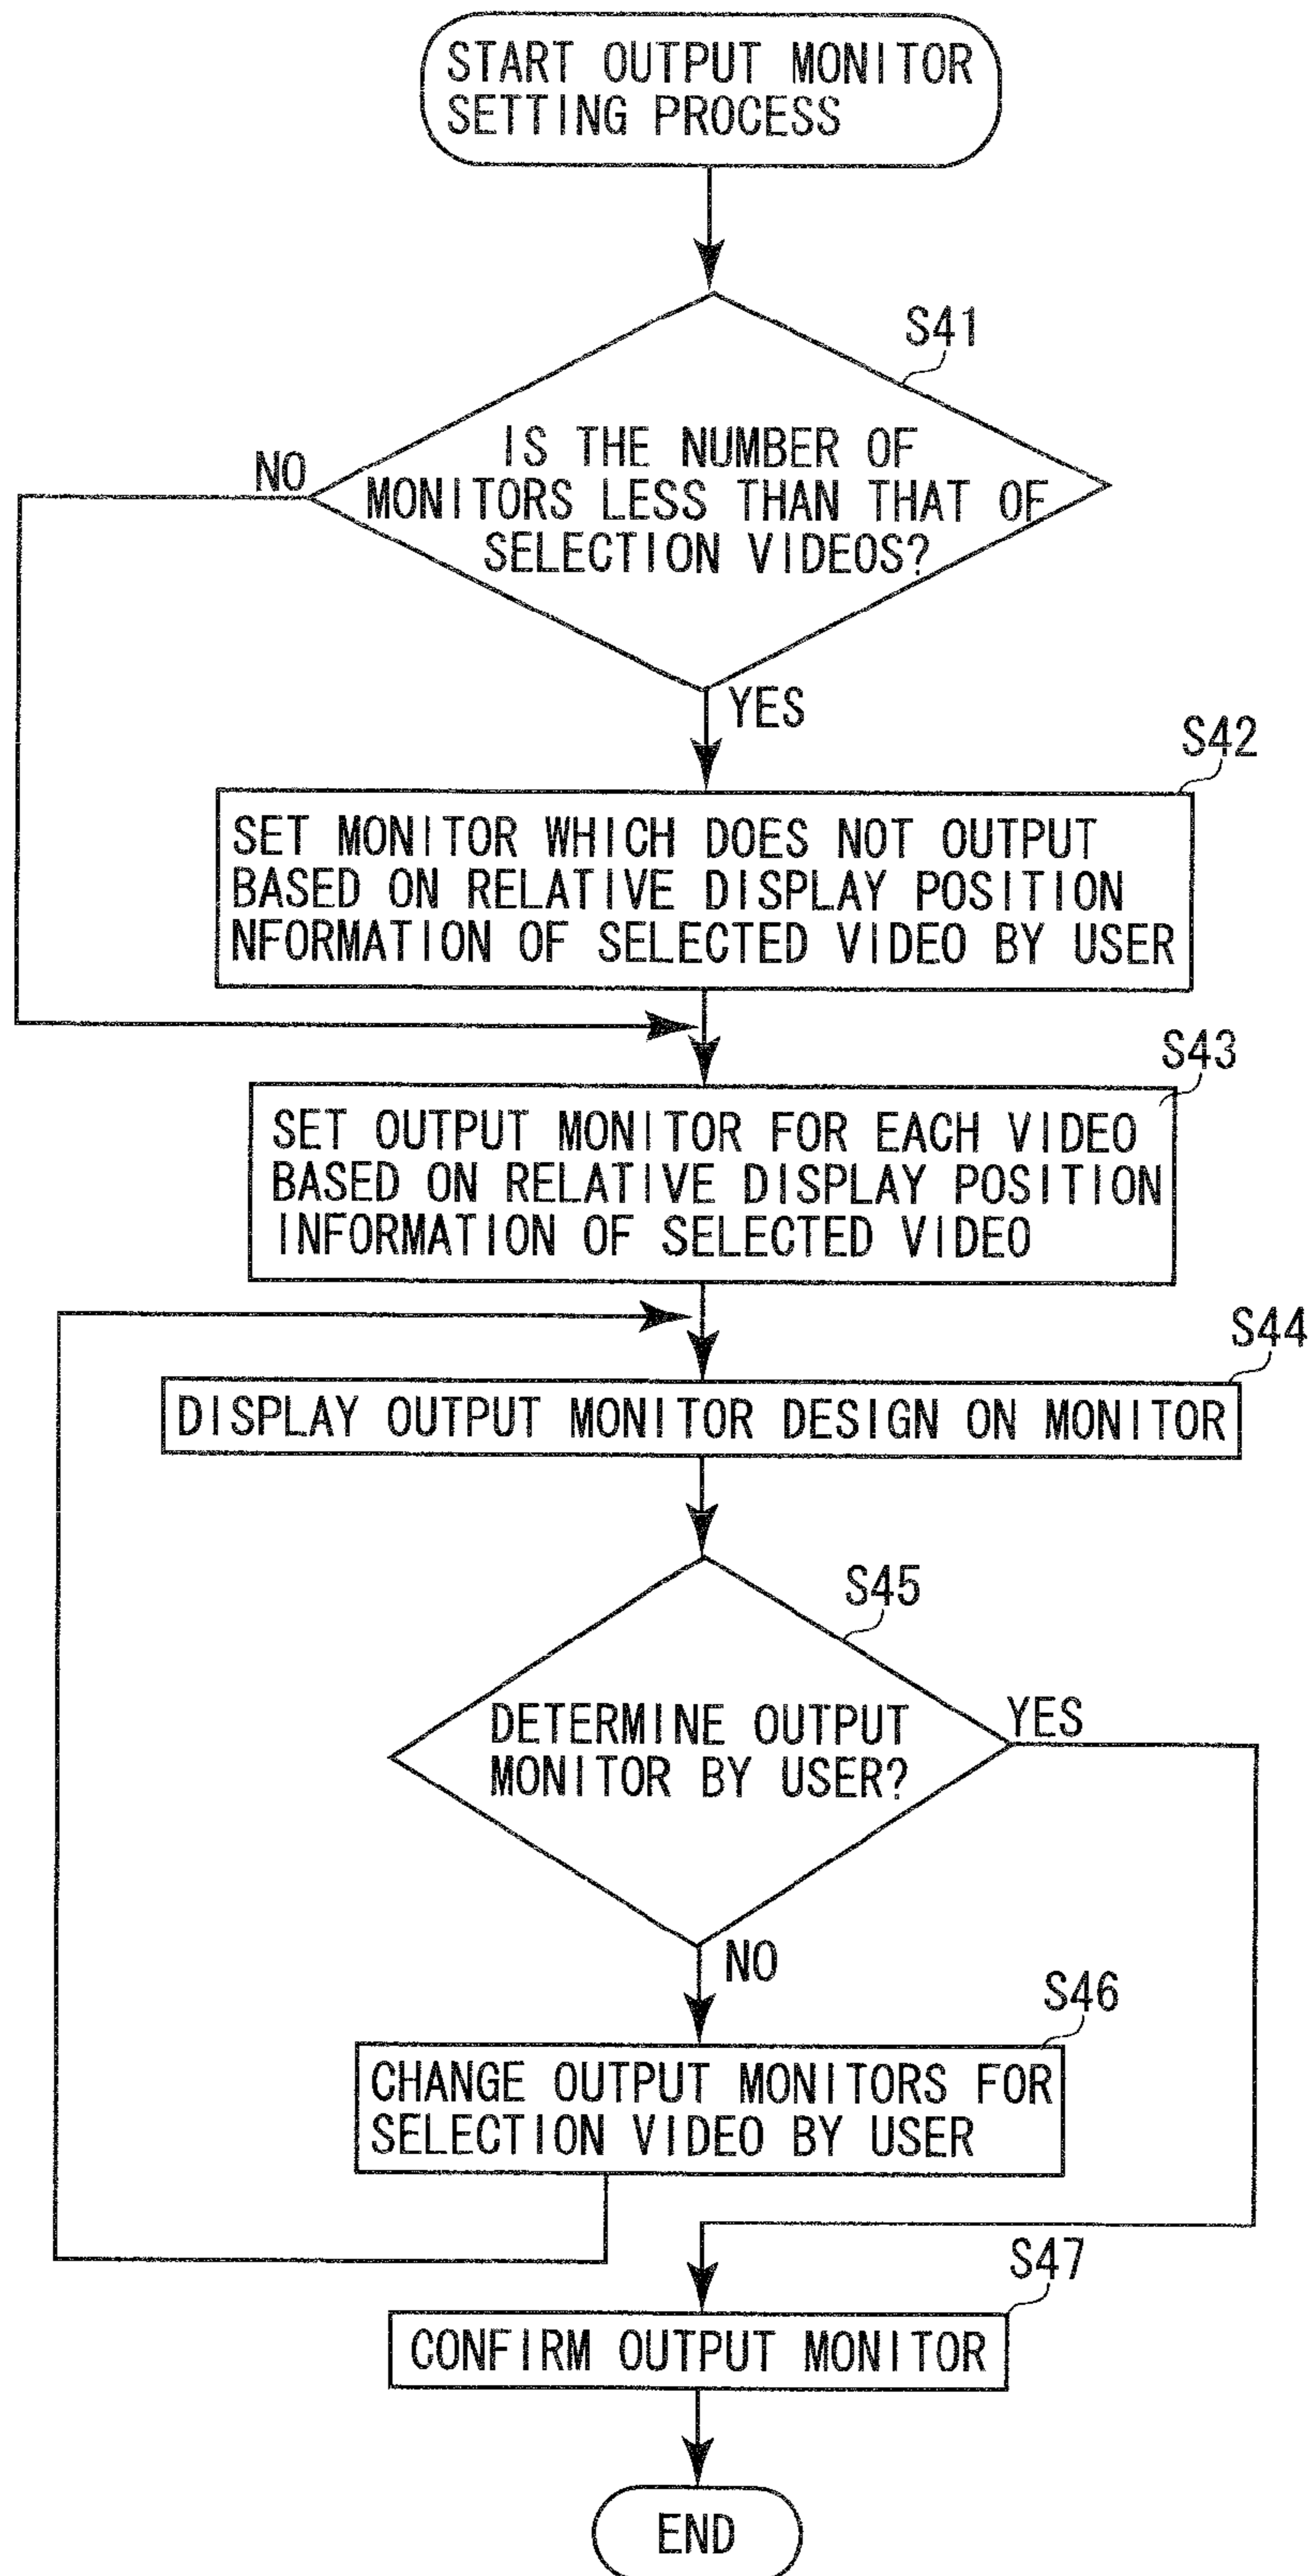 START OUTPUT MONITOR
SETTING PROCESS
S41
IS THE NUMBER OF
MONITORS LESS THAN THAT OF
SELECTION VIDEOS?
NO
YES
S42
SET MONITOR WHICH DOES NOT OUTPUT
BASED ON RELATIVE DISPLAY POSITION
NFORMATION OF SELECTED VIDEO BY USER
S43
SET OUTPUT MONITOR FOR EACH VIDEO
BASED ON RELATIVE DISPLAY POSITION
INFORMATION OF SELECTED VIDEO
S44
DISPLAY OUTPUT MONITOR DESIGN ON MONITOR
S45
DETERMINE OUTPUT
MONITOR BY USER?
YES
NO
S46
CHANGE OUTPUT MONITORS FOR
SELECTION VIDEO BY USER
S47
CONFIRM OUTPUT MONITOR
END